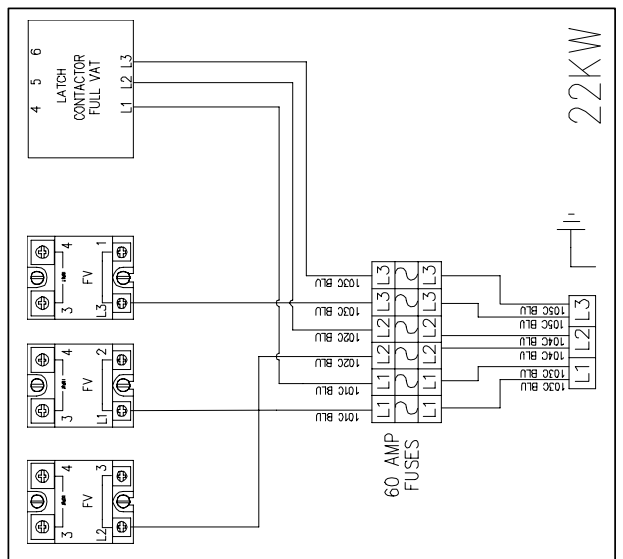 6
5
4
LATCH
CONTACTOR
FULL VAT
L3
L2
L1
22KW
4
1
FV
3
L3
4
2
FV
3
L1
4
3
FV
3
L2
103C BLU
103C BLU
102C BLU
102C BLU
101C BLU
101C BLU
L3
L3
L2
L2
L1
L1
L3
L3
L2
L2
L1
L1
60 AMP
FUSES
105C BLU
105C BLU
104C BLU
104C BLU
103C BLU
103C BLU
L3
L2
L1